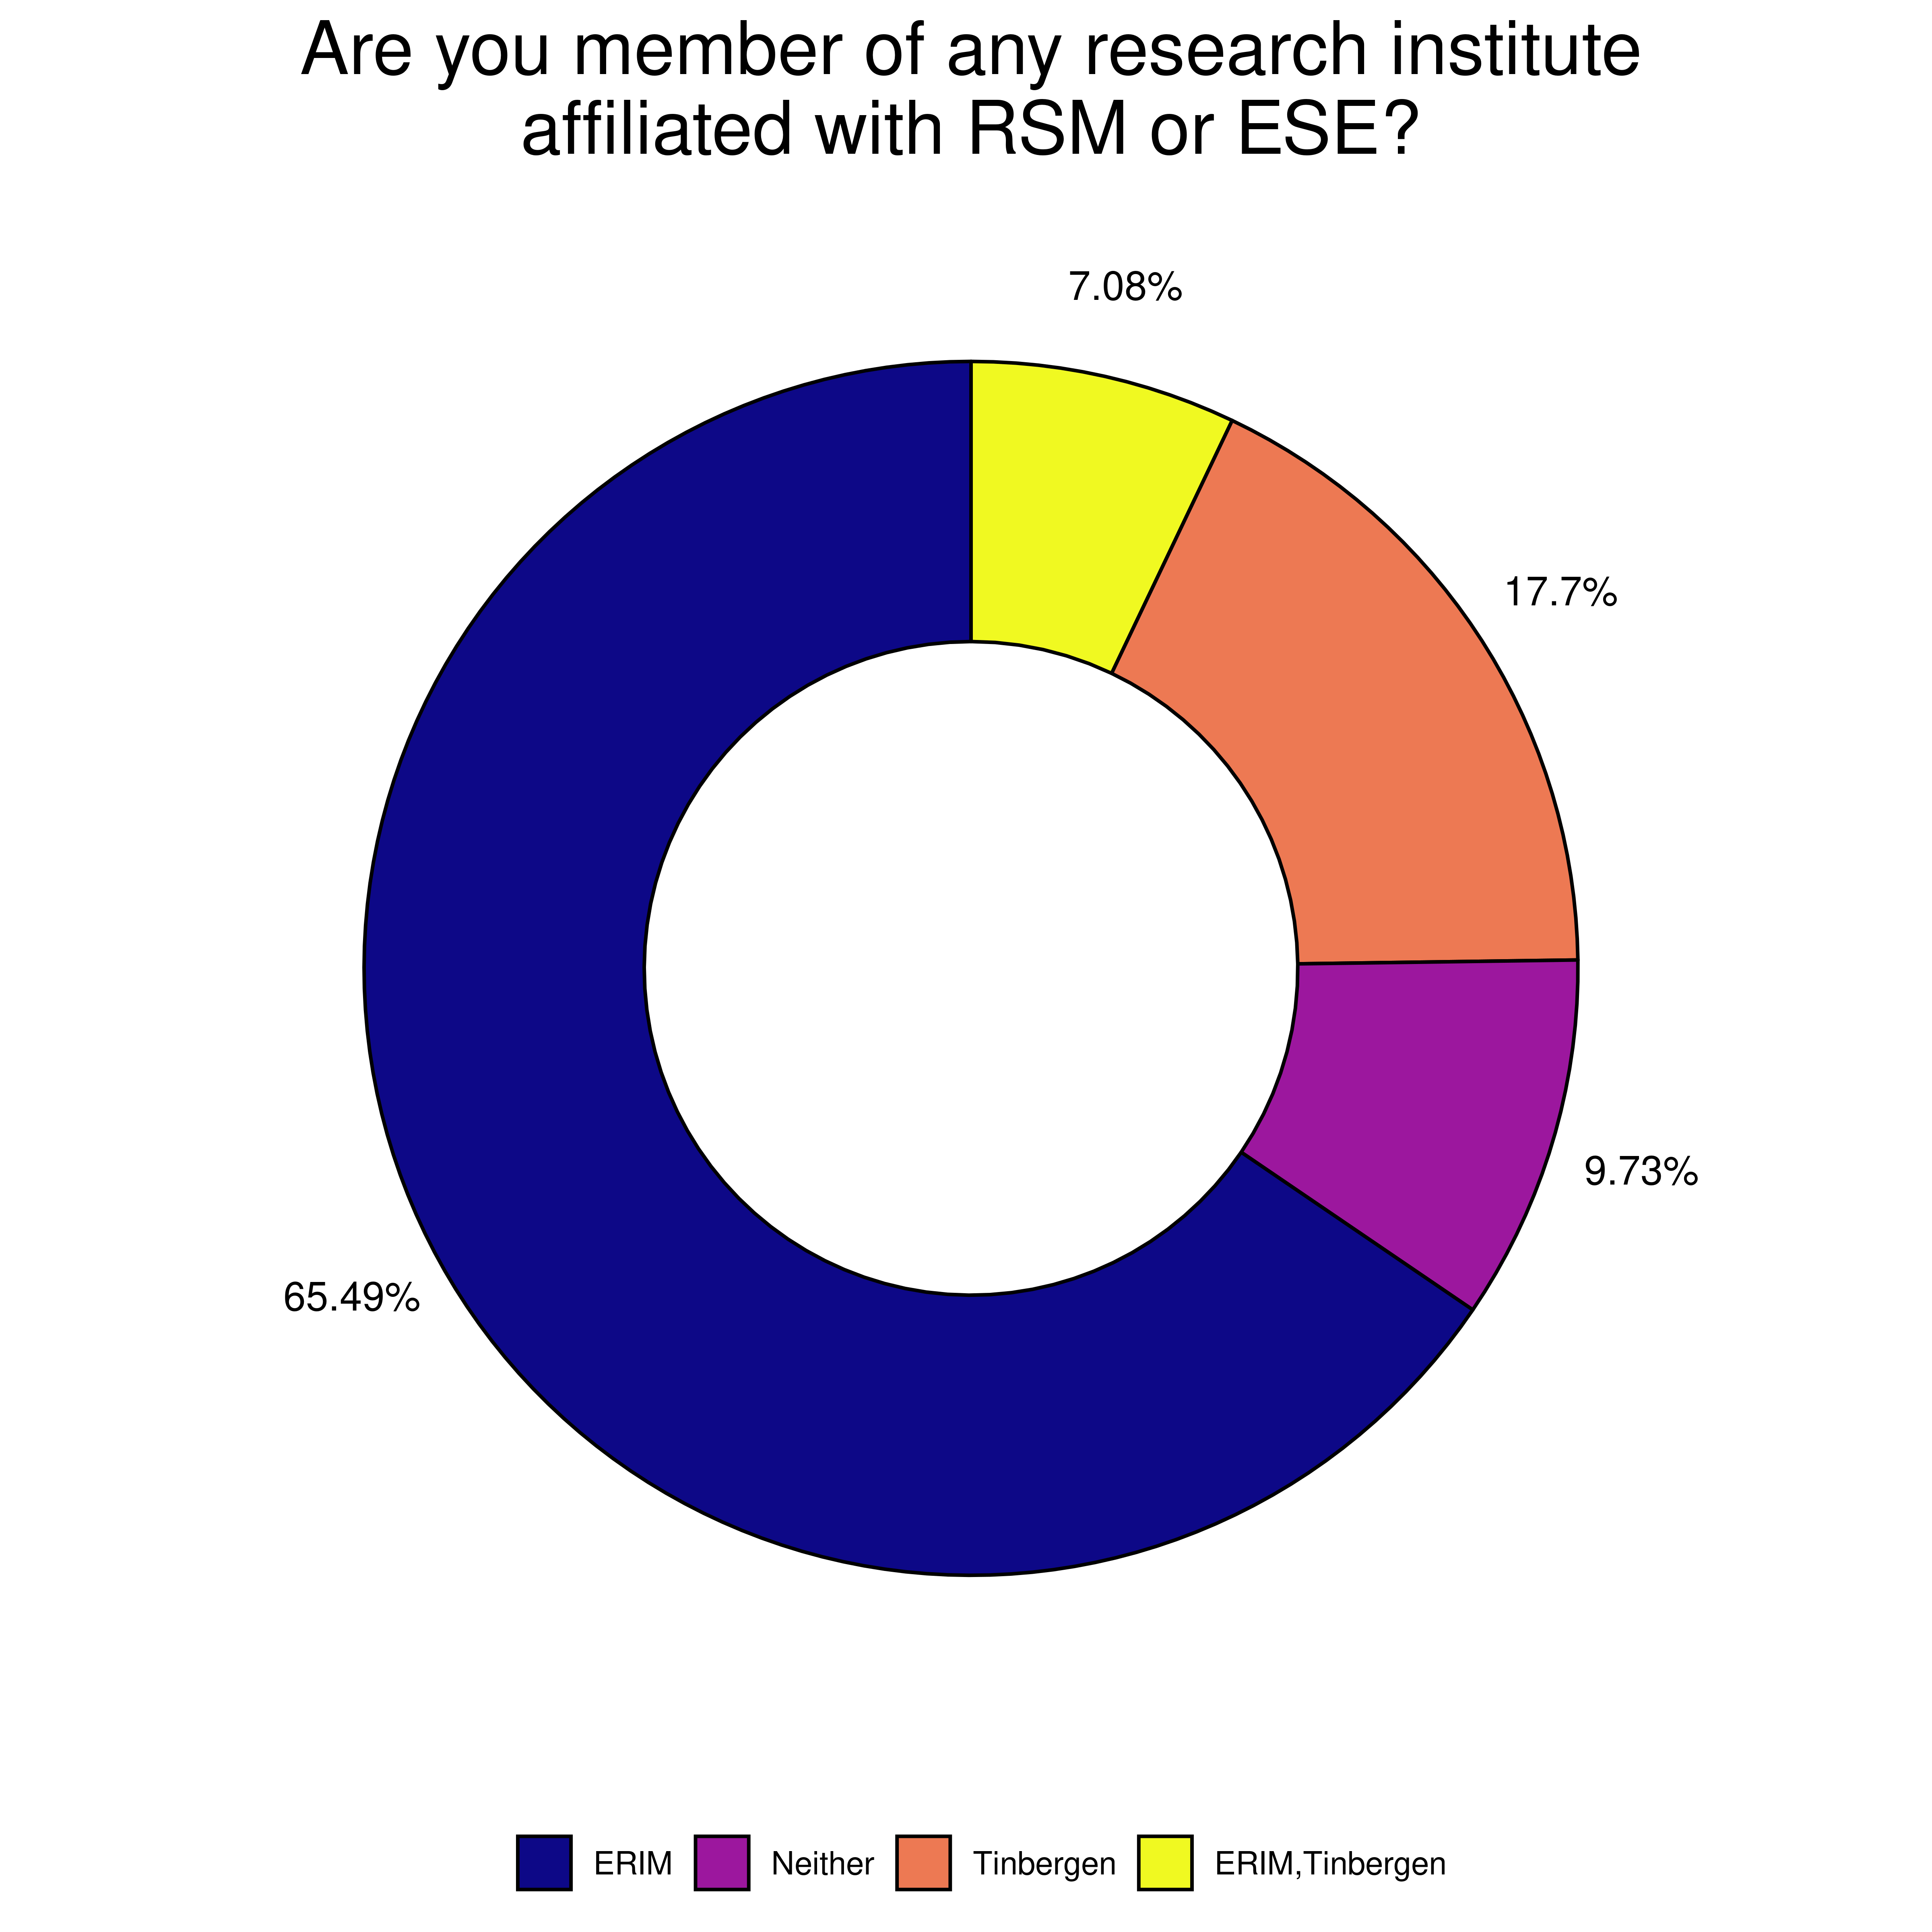 Are you member of any research institute
affiliated with RSM or ESE?
7.08%
17.7%
9.73%
65.49%
ERIM Neither Tinbergen ERIM,Tinbergen